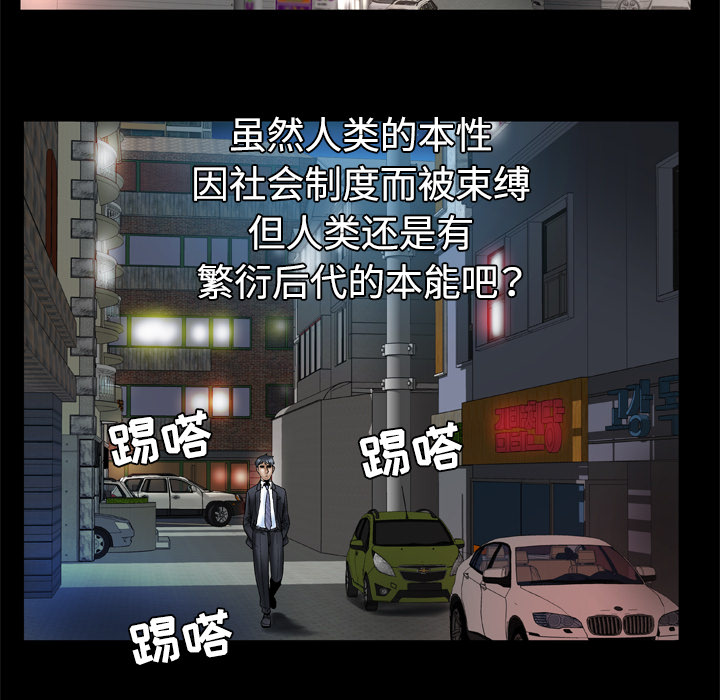 虽然人类的本性
因社会制度而被束缚
但人类还是有
繁衍后代的本能吧？
踢嗒
踢嗒
踢嗒